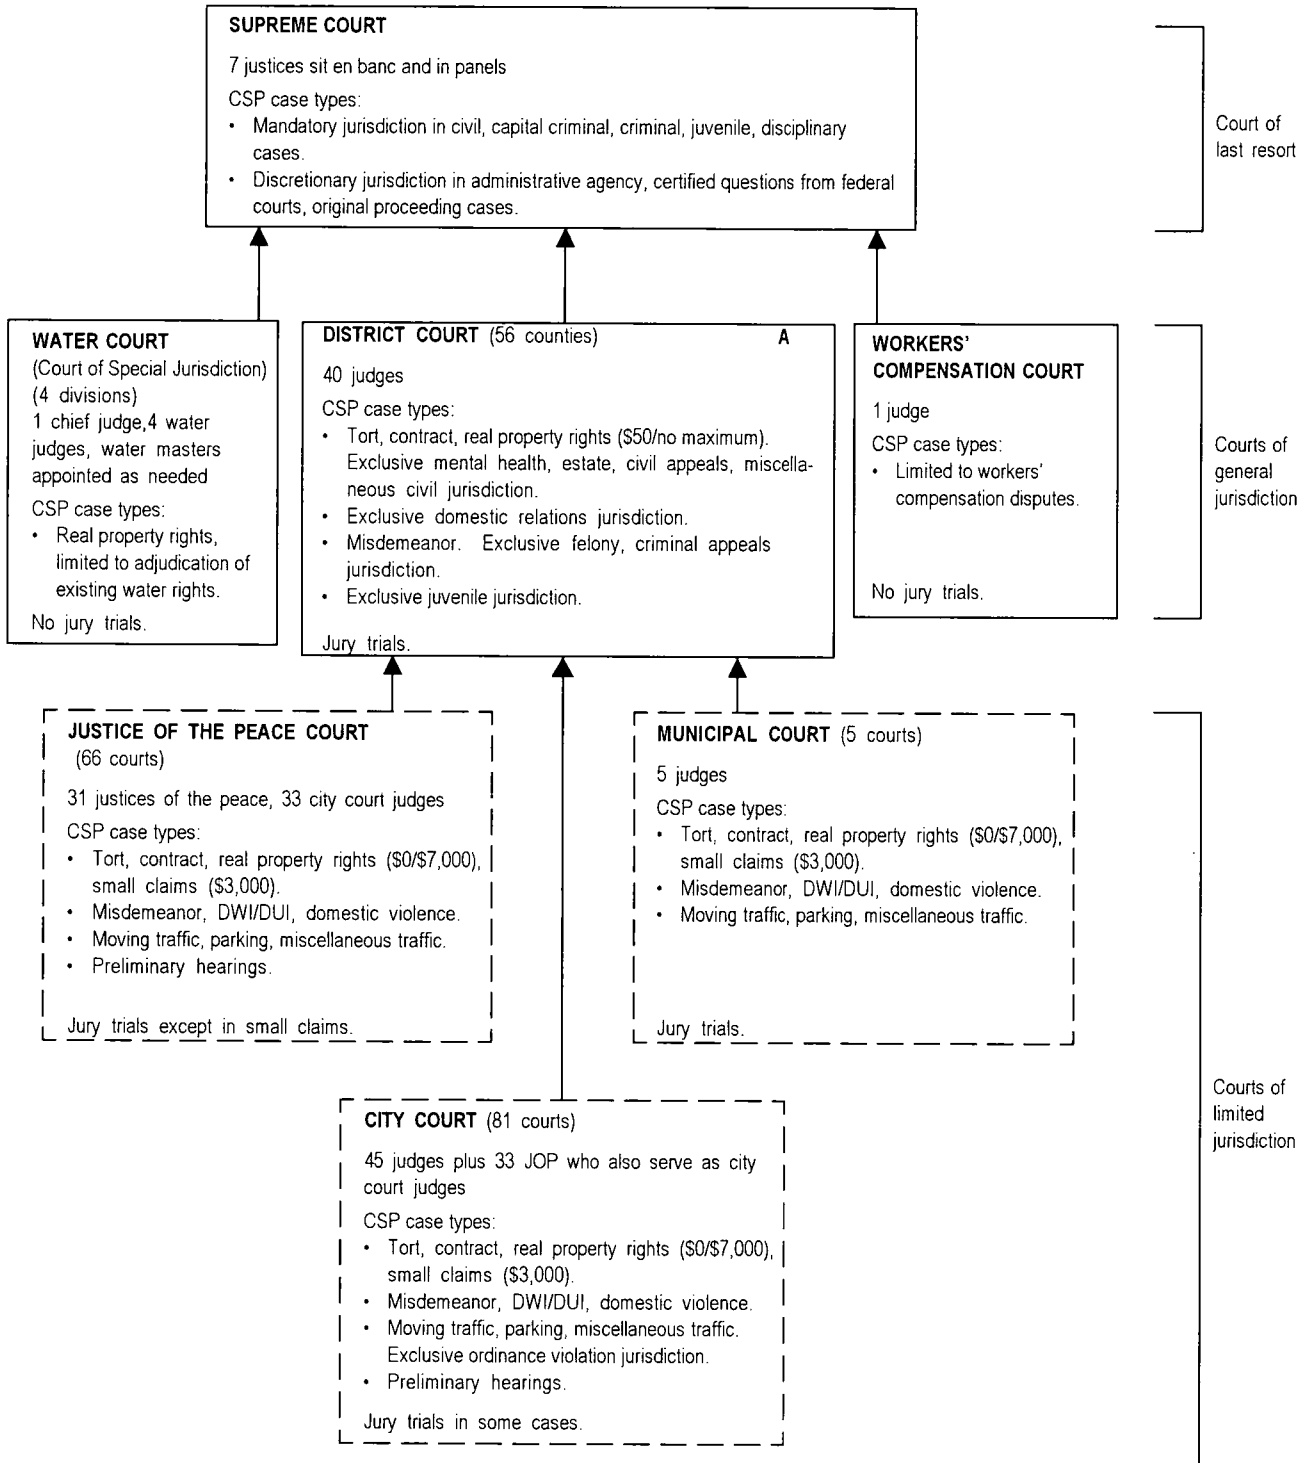 SUPREME COURT
7 justices sit en banc and in panels
CSP case types:
• Mandatory jurisdiction in civil, capital criminal, criminal, juvenile, disciplinary
cases.
• Discretionary jurisdiction in administrative agency, certified questions from federal
courts, original proceeding cases.
Court of
last resort
WATER COURT
(Court of Special Jurisdiction)
(4 divisions)
1 chief judge,4 water
judges, water masters
appointed as needed
CSP case types:
• Real property rights,
limited to adjudication of
existing water rights.
No jury trials.
DISTRICT COURT (56 counties) A
40 judges
CSP case types:
• Tort, contract, real property rights ($50/no maximum).
Exclusive mental health, estate, civil appeals, miscella-
neous civil jurisdiction.
• Exclusive domestic relations jurisdiction.
• Misdemeanor. Exclusive felony, criminal appeals
jurisdiction.
• Exclusive juvenile jurisdiction.
Jury trials.
WORKERS'
COMPENSATION COURT
1 judge
CSP case types:
• Limited to workers'
compensation disputes.
No jury trials.
Courts of
general
jurisdiction
JUSTICE OF THE PEACE COURT
(66 courts)
31 justices of the peace, 33 city court judges
CSP case types:
• Tort, contract, real property rights ($0/$7,000),
small claims ($3,000).
• Misdemeanor, DWI/DUI, domestic violence.
• Moving traffic, parking, miscellaneous traffic.
• Preliminary hearings.
Jury trials except in small claims.
MUNICIPAL COURT (5 courts)
5 judges
CSP case types:
• Tort, contract, real property rights ($0/$7,000),
small claims ($3,000).
• Misdemeanor, DWI/DUI, domestic violence.
• Moving traffic, parking, miscellaneous traffic.
Jury trials.
CITY COURT (81 courts)
45 judges plus 33 JOP who also serve as city
court judges
CSP case types:
• Tort, contract, real property rights ($0/$7,000),
small claims ($3,000).
• Misdemeanor, DWI/DUI, domestic violence.
• Moving traffic, parking, miscellaneous traffic.
Exclusive ordinance violation jurisdiction.
• Preliminary hearings.
Jury trials in some cases.
Courts of
limited
jurisdiction